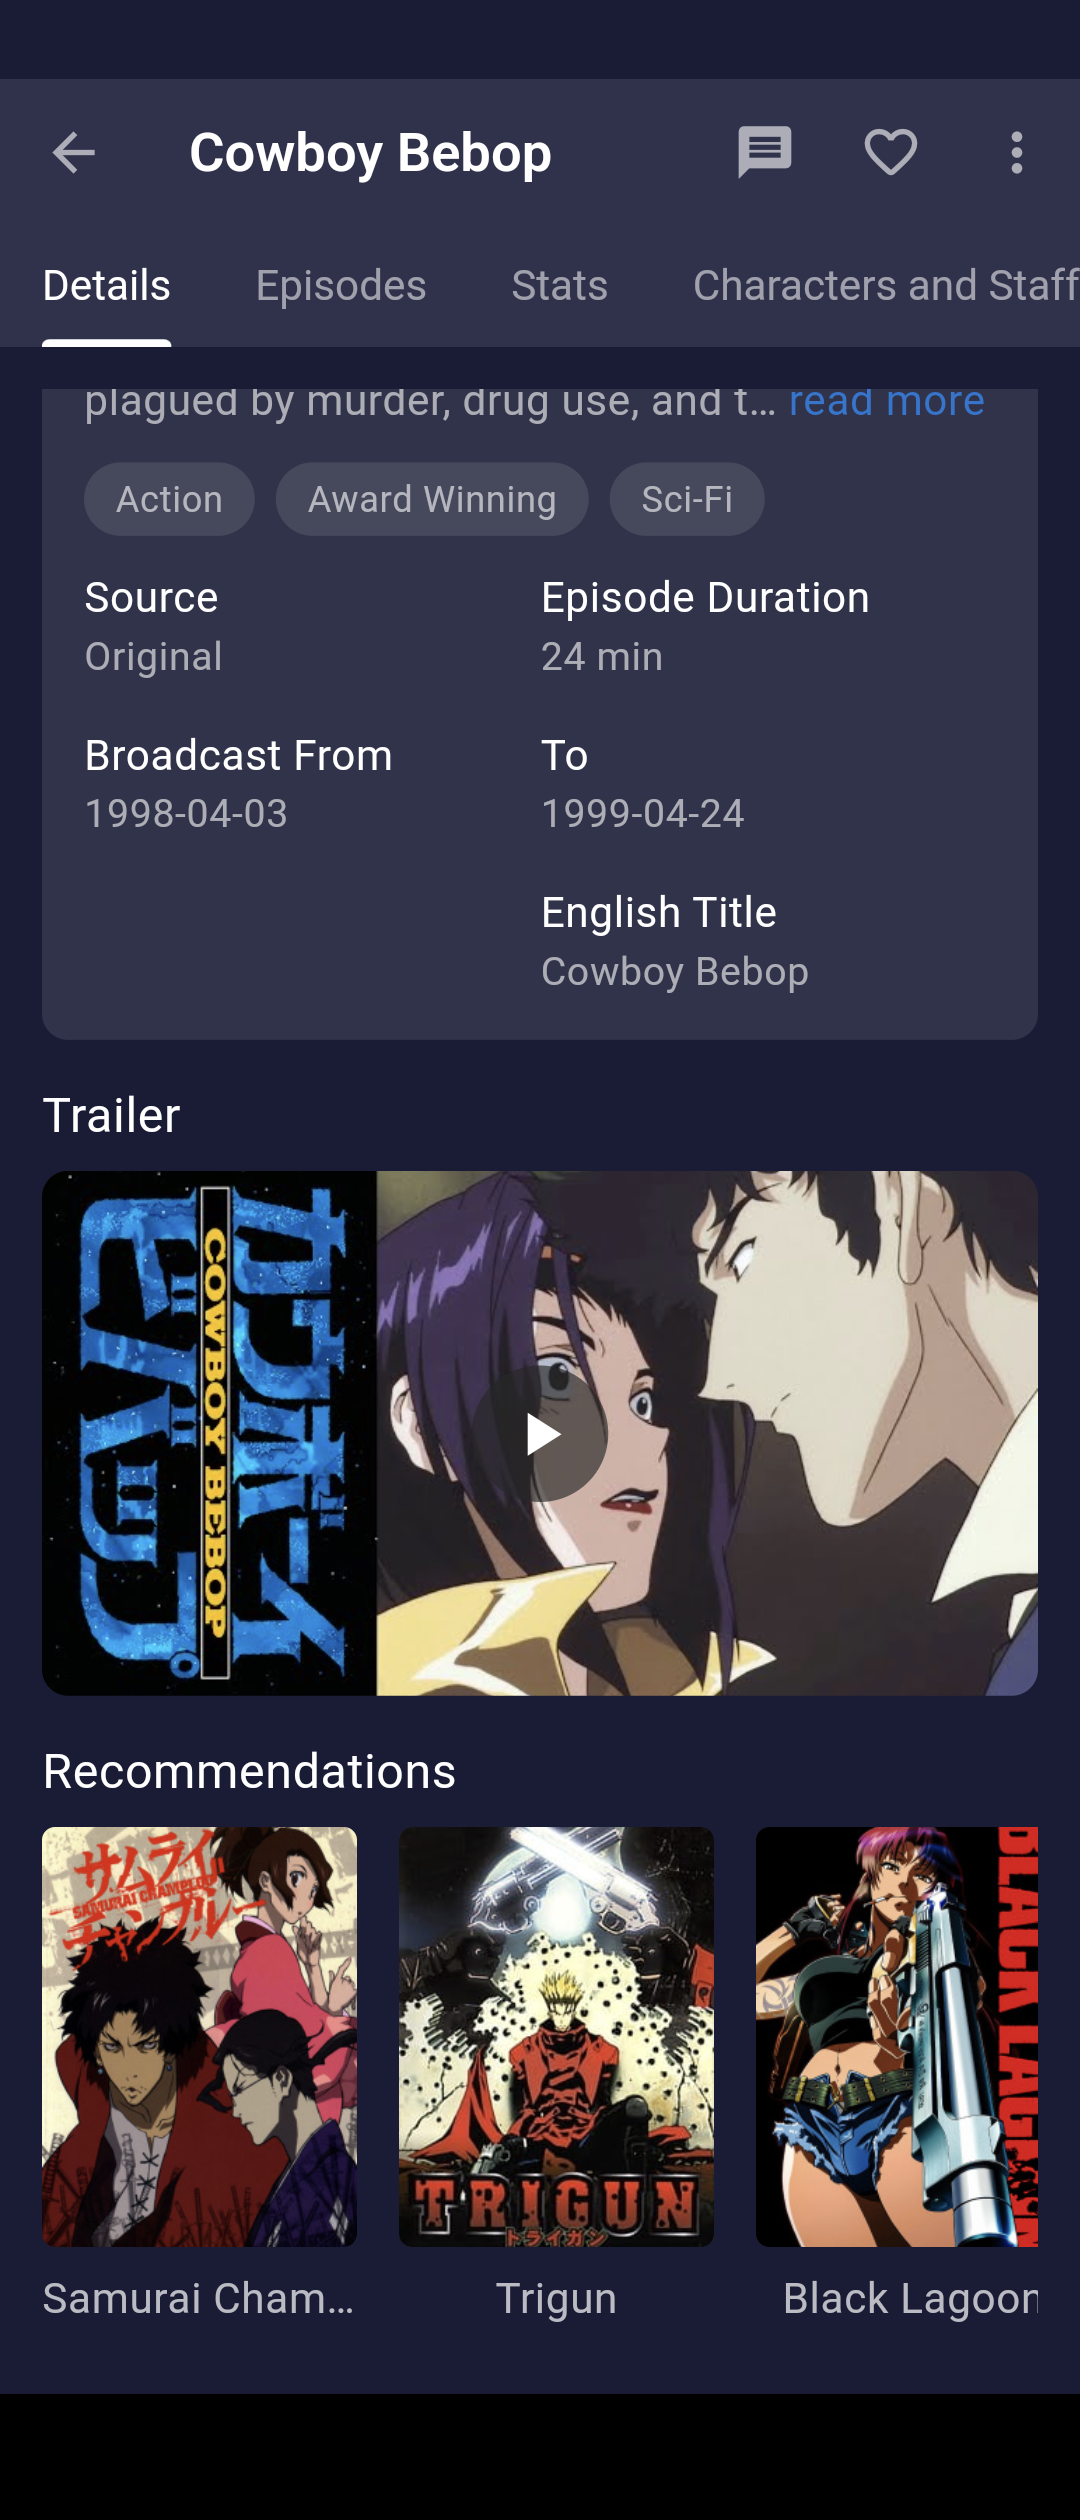 Cowboy Bebop
Details Episodes Stats Characters and Staff
plagued by murder, drug use, and t... read more
Action Award Winning Sci-Fi
Source Episode Duration
Original 24 min
Broadcast From To
1998-04-03 1999-04-24
English Title
Cowboy Bebop
Trailer
カウボーイ
COWBOY BEBOP
ビバップ
Recommendations
サムライ
SAMURAI CHAMPLOO
チャンプルー
TRIGUN
トライガン
BLACK LAGOON
Samurai Cham... Trigun Black Lagoon